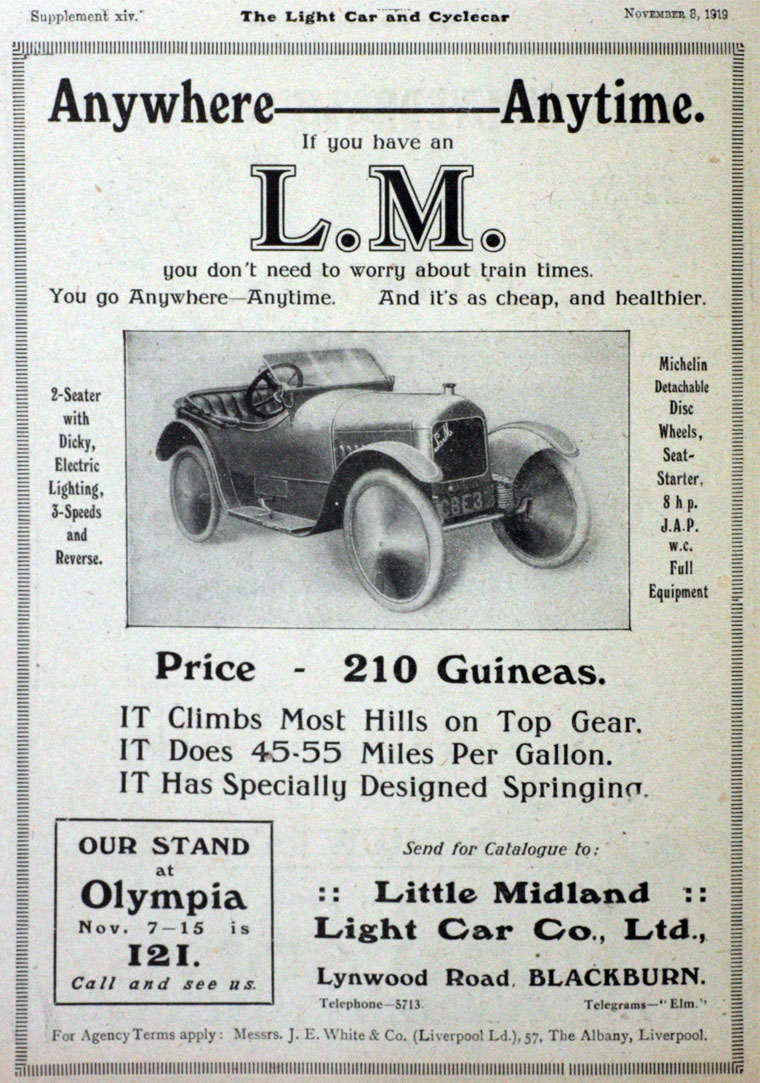 Supplement xiv.
The Light Car and Cyclecar
November 8, 1919
Anywhere—Anytime.
If you have an
L.M.
you don't need to worry about train times.
You go Anywhere—Anytime. And it's as cheap, and healthier.
2-Seater
with
Dicky,
Electric
Lighting,
3-Speeds
and
Reverse.
L.M.
CBE3
Michelin
Detachable
Disc
Wheels,
Seat-
Starter,
8 h p.
J.A.P.
w.c.
Full
Equipment
Price - 210 Guineas.
IT Climbs Most Hills on Top Gear.
IT Does 45-55 Miles Per Gallon.
IT Has Specially Designed Springing.
OUR STAND
at
Olympia
Nov. 7-15 is
121.
Call and see us.
Send for Catalogue to:
:: Little Midland ::
Light Car Co., Ltd.,
Lynwood Road, BLACKBURN.
Telephone—5713. Telegrams—"Elm."
For Agency Terms apply: Messrs. J. E. White & Co. (Liverpool Ld.), 57, The Albany, Liverpool.